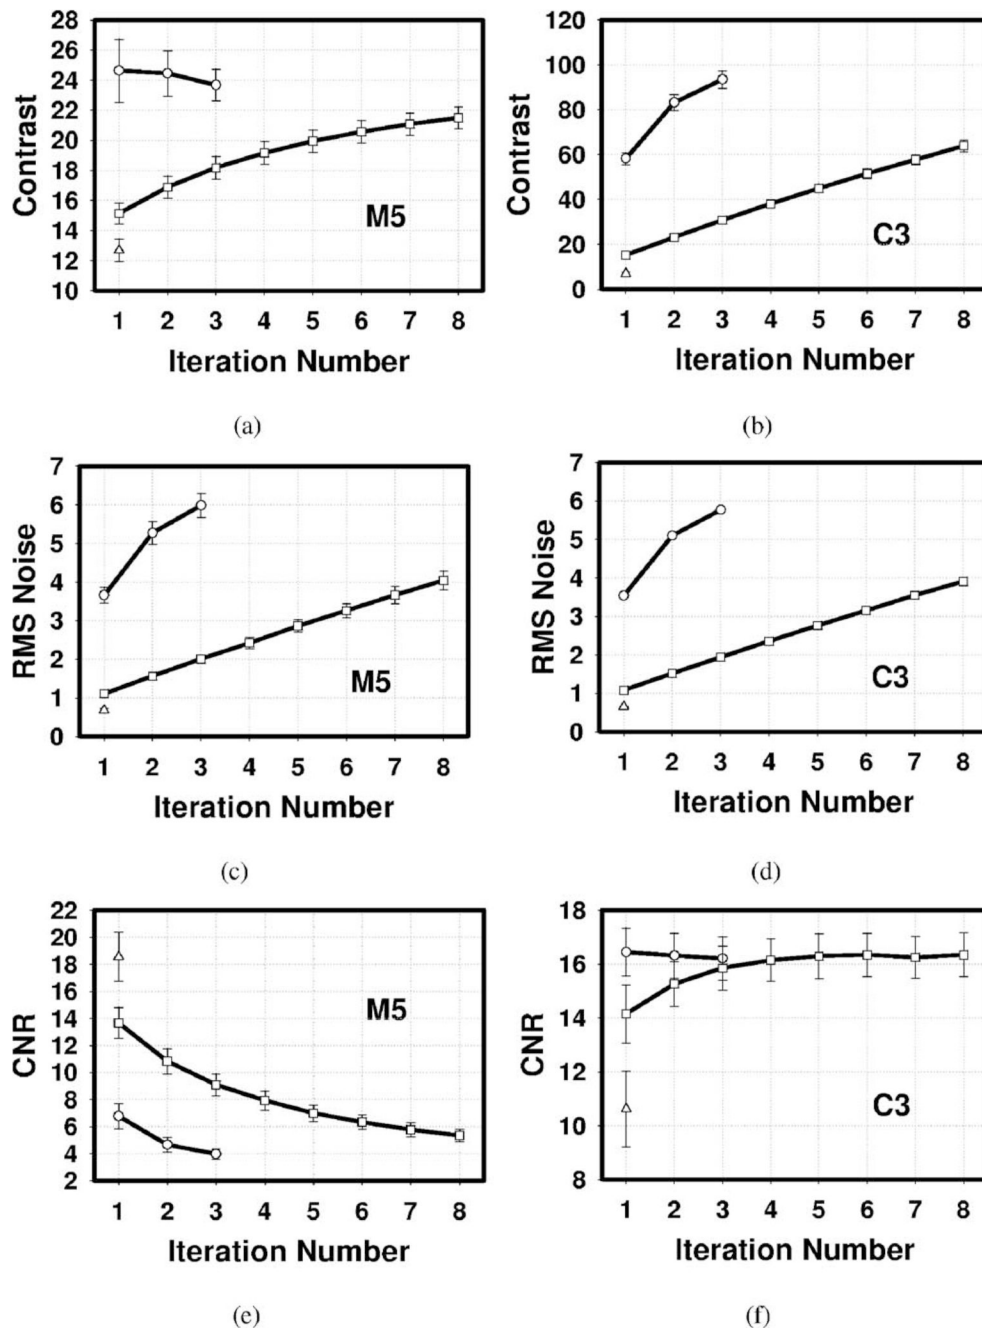 28
26
24
22
20
18
16
14
12
10
Contrast
M5
1 2 3 4 5 6 7 8
Iteration Number
(a)
120
100
80
60
40
20
0
Contrast
C3
1 2 3 4 5 6 7 8
Iteration Number
(b)
7
6
5
4
3
2
1
0
RMS Noise
M5
1 2 3 4 5 6 7 8
Iteration Number
(c)
7
6
5
4
3
2
1
0
RMS Noise
C3
1 2 3 4 5 6 7 8
Iteration Number
(d)
22
20
18
16
14
12
10
8
6
4
2
CNR
M5
1 2 3 4 5 6 7 8
Iteration Number
(e)
18
16
14
12
10
8
CNR
C3
1 2 3 4 5 6 7 8
Iteration Number
(f)